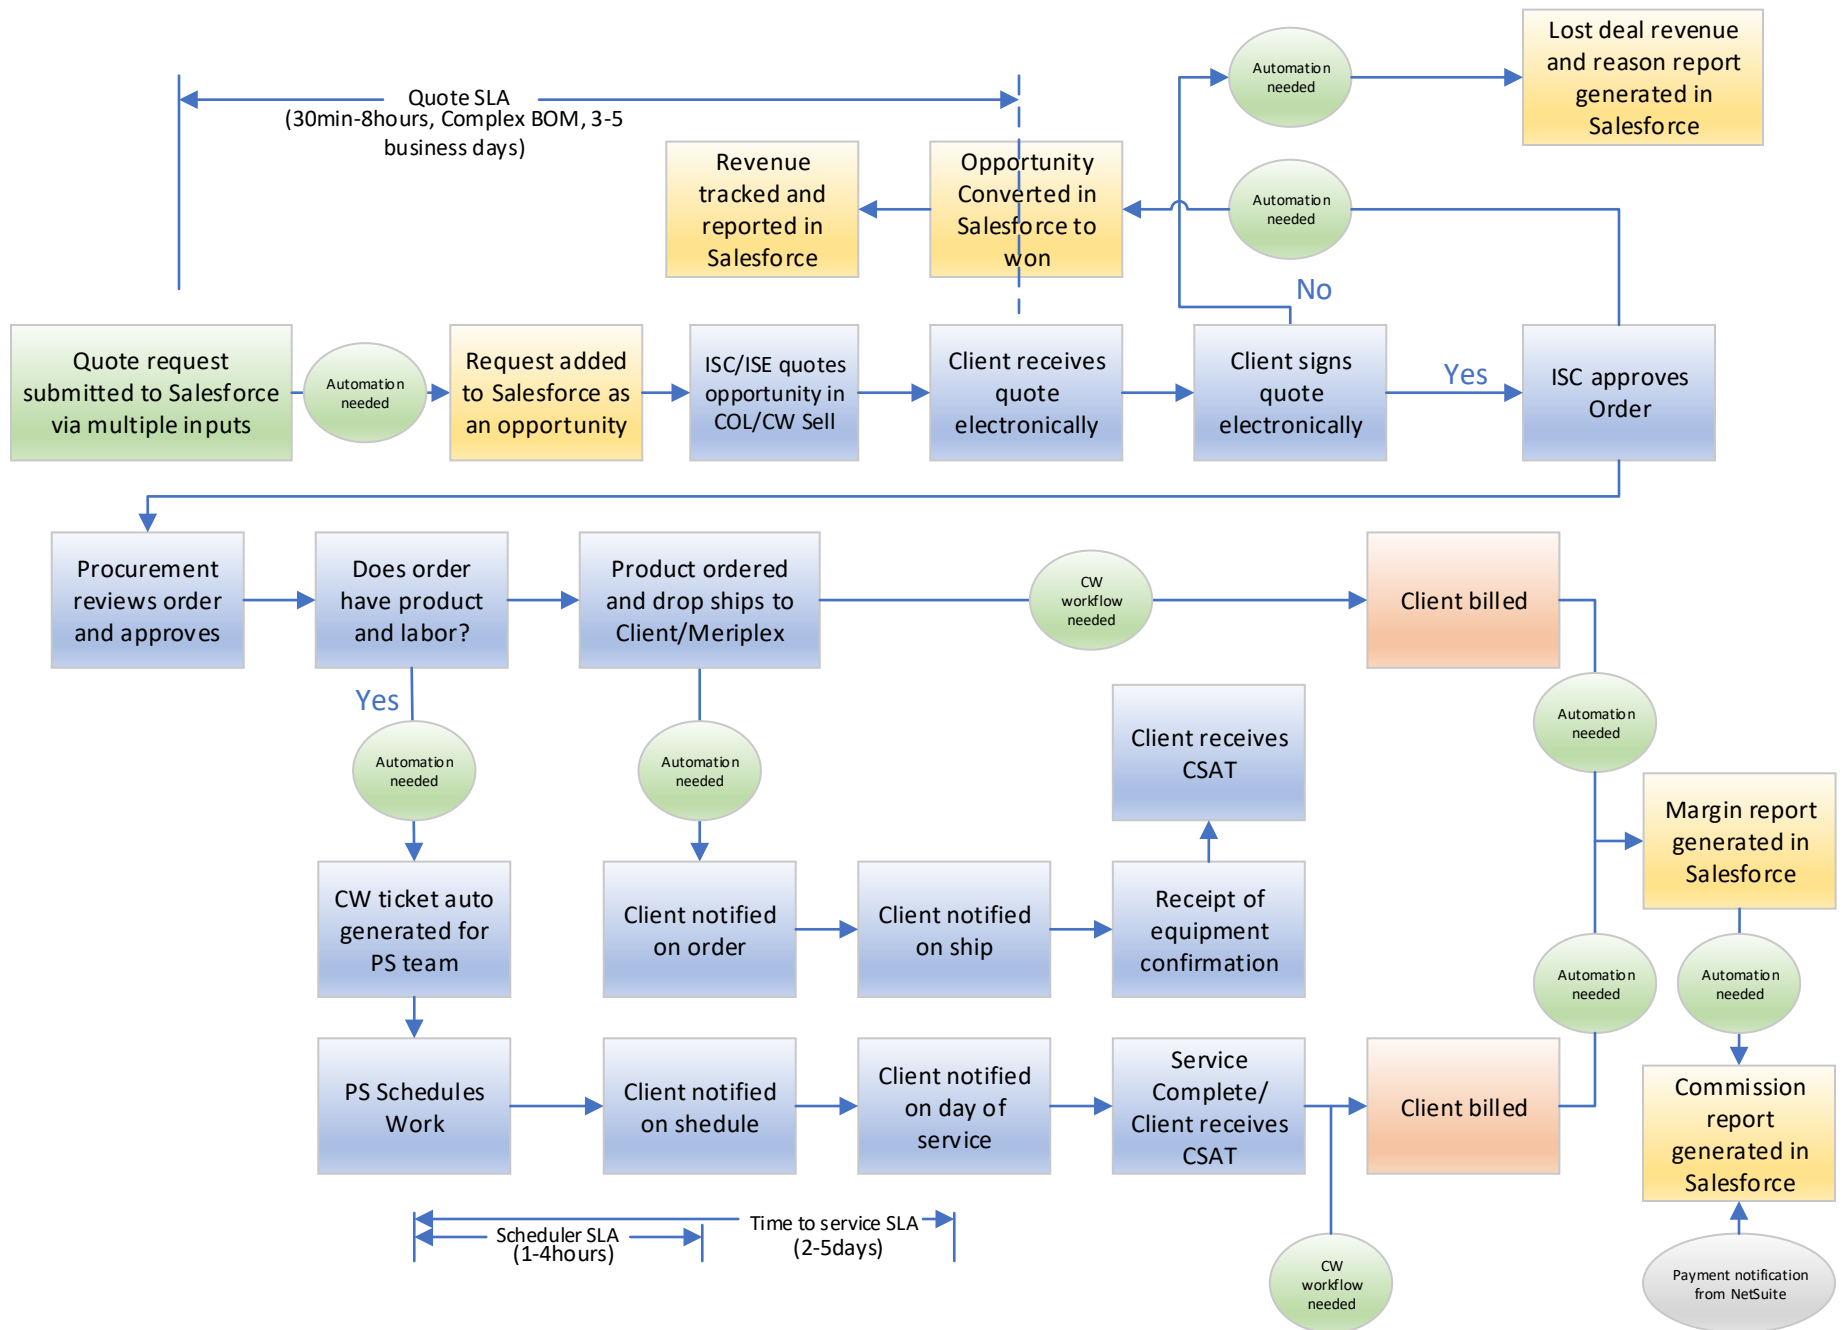 Automation
needed
Lost deal revenue
and reason report
generated in
Salesforce
Quote SLA
(30min-8hours, Complex BOM, 3-5
business days)
Revenue
tracked and
reported in
Salesforce
Opportunity
Converted in
Salesforce to
won
Automation
needed
No
Quote request
submitted to Salesforce
via multiple inputs
Automation
needed
Request added
to Salesforce as
an opportunity
ISC/ISE quotes
opportunity in
COL/CW Sell
Client receives
quote
electronically
Client signs
quote
electronically
Yes
ISC approves
Order
Procurement
reviews order
and approves
Does order
have product
and labor?
Product ordered
and drop ships to
Client/Meriplex
CW
workflow
needed
Client billed
Yes
Automation
needed
Automation
needed
Client receives
CSAT
Automation
needed
Margin report
generated in
Salesforce
CW ticket auto
generated for
PS team
Client notified
on order
Client notified
on ship
Receipt of
equipment
confirmation
Automation
needed
Automation
needed
PS Schedules
Work
Client notified
on shedule
Client notified
on day of
service
Service
Complete/
Client receives
CSAT
Client billed
Commission
report
generated in
Salesforce
Scheduler SLA
(1-4hours)
Time to service SLA
(2-5days)
CW
workflow
needed
Payment notification
from NetSuite